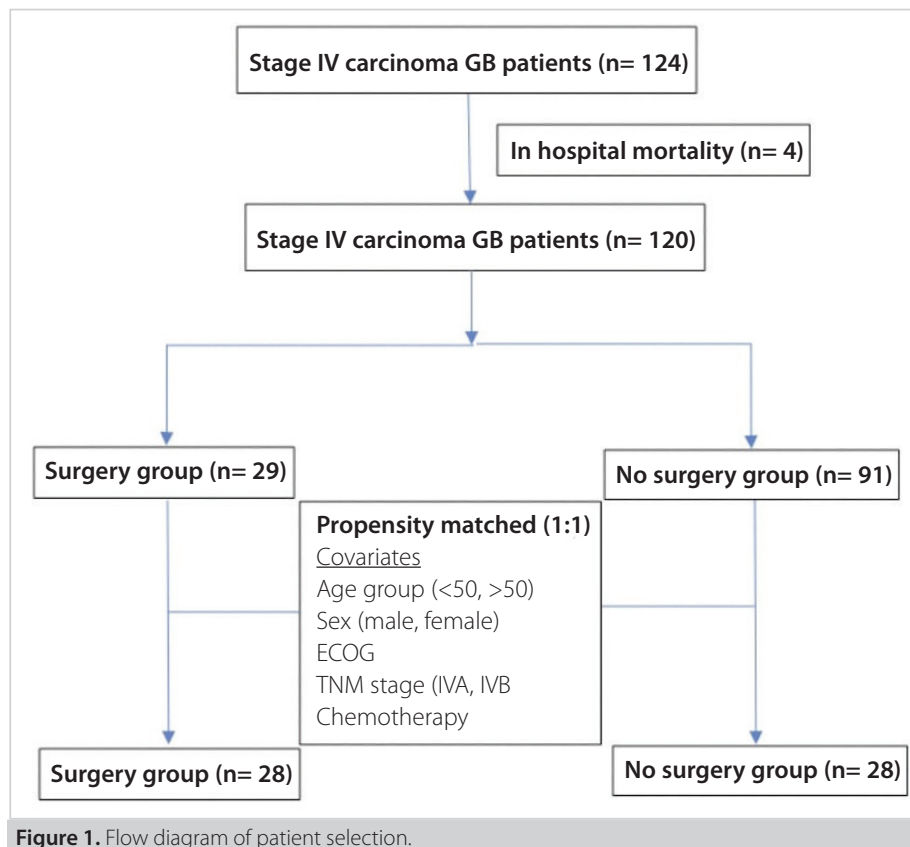 Stage IV carcinoma GB patients (n= 124)
In hospital mortality (n= 4)
Stage IV carcinoma GB patients (n= 120)
Surgery group (n= 29)
No surgery group (n= 91)
Propensity matched (1:1)
Covariates
Age group (<50, >50)
Sex (male, female)
ECOG
TNM stage (IVA, IVB
Chemotherapy
Surgery group (n= 28)
No surgery group (n= 28)
Figure 1. Flow diagram of patient selection.